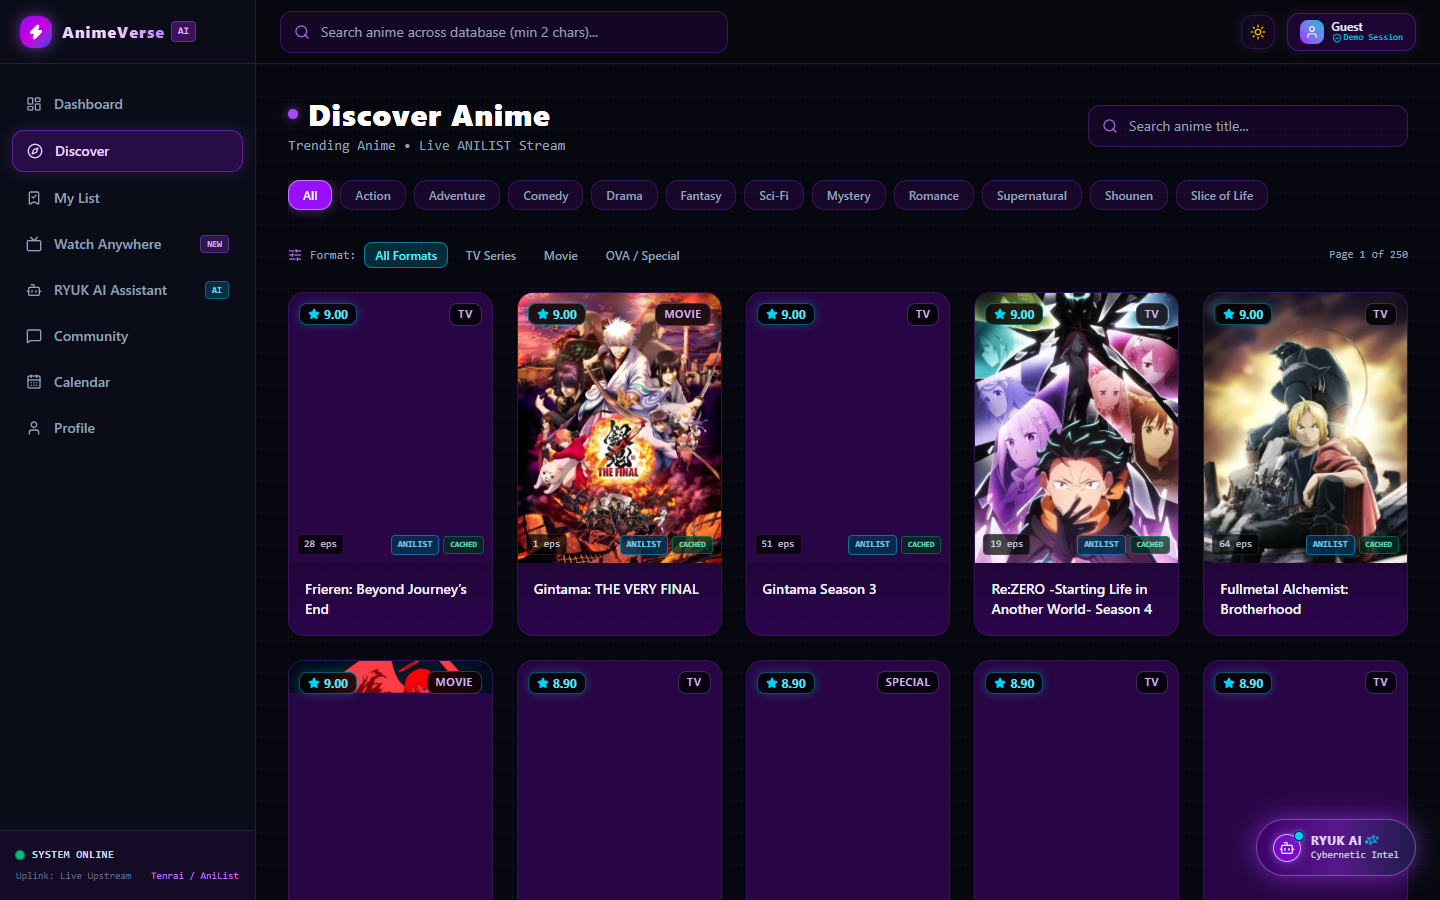 AnimeVerse AI
Search anime across database (min 2 chars)...
Guest
Demo Session
Dashboard
Discover
My List
Watch Anywhere NEW
RYUK AI Assistant AI
Community
Calendar
Profile
SYSTEM ONLINE
Uplink: Live Upstream Tenrai / AniList
Discover Anime
Trending Anime • Live ANILIST Stream
Search anime title...
All Action Adventure Comedy Drama Fantasy Sci-Fi Mystery Romance Supernatural Shounen Slice of Life
Format: All Formats TV Series Movie OVA / Special
Page 1 of 250
9.00 TV
28 eps ANILIST CACHED
Frieren: Beyond Journey’s
End
9.00 MOVIE
銀魂
THE FINAL
1 eps ANILIST CACHED
Gintama: THE VERY FINAL
9.00 TV
51 eps ANILIST CACHED
Gintama Season 3
9.00 TV
19 eps ANILIST CACHED
Re:ZERO -Starting Life in
Another World- Season 4
9.00 TV
64 eps ANILIST CACHED
Fullmetal Alchemist:
Brotherhood
9.00 MOVIE
8.90 TV
8.90 SPECIAL
8.90 TV
8.90 TV
RYUK AI
Cybernetic Intel